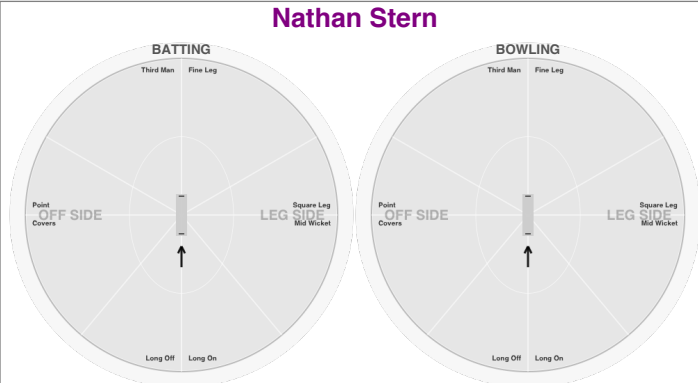 Nathan Stern
BATTING
Third Man Fine Leg
Point
OFF SIDE
Covers
Square Leg
LEG SIDE
Mid Wicket
Long Off Long On
BOWLING
Third Man Fine Leg
Point
OFF SIDE
Covers
Square Leg
LEG SIDE
Mid Wicket
Long Off Long On